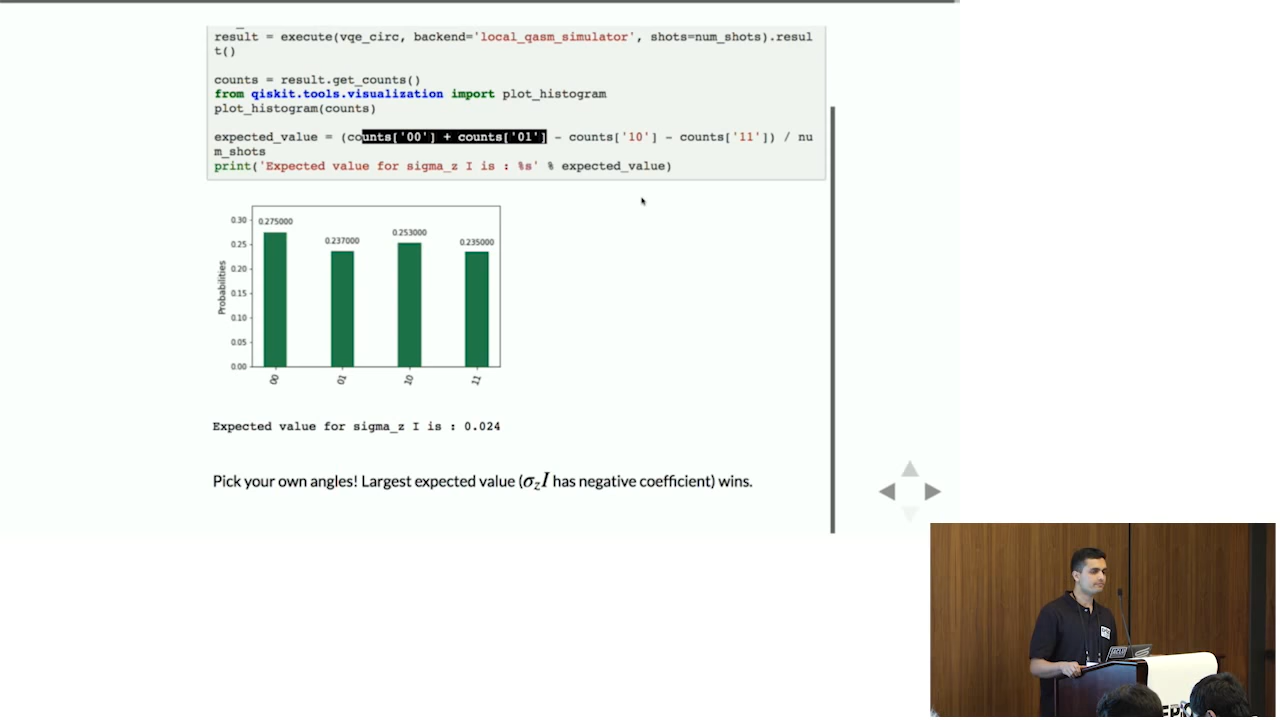 result = execute(vqe_circ, backend='local_qasm_simulator', shots=num_shots).resul
t()
counts = result.get_counts()
from qiskit.tools.visualization import plot_histogram
plot_histogram(counts)
expected_value = (counts['00'] + counts['01'] - counts['10'] - counts['11']) / nu
m_shots
print('Expected value for sigma_z I is : %s' % expected_value)
0.30
0.25
0.20
0.15
0.10
0.05
0.00
Probabilities
0.275000
0.237000
0.253000
0.235000
00
01
10
11
Expected value for sigma_z I is : 0.024
Pick your own angles! Largest expected value (σzI has negative coefficient) wins.
ACLU